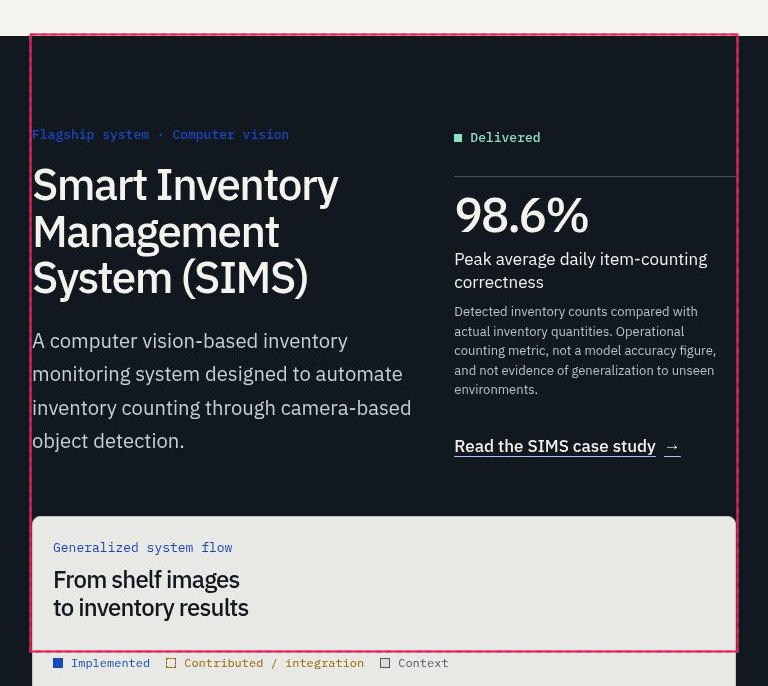 Flagship system · Computer vision
Smart Inventory
Management
System (SIMS)
A computer vision-based inventory
monitoring system designed to automate
inventory counting through camera-based
object detection.
Delivered
98.6%
Peak average daily item-counting
correctness
Detected inventory counts compared with
actual inventory quantities. Operational
counting metric, not a model accuracy figure,
and not evidence of generalization to unseen
environments.
Read the SIMS case study →
Generalized system flow
From shelf images
to inventory results
Implemented
Contributed / integration
Context